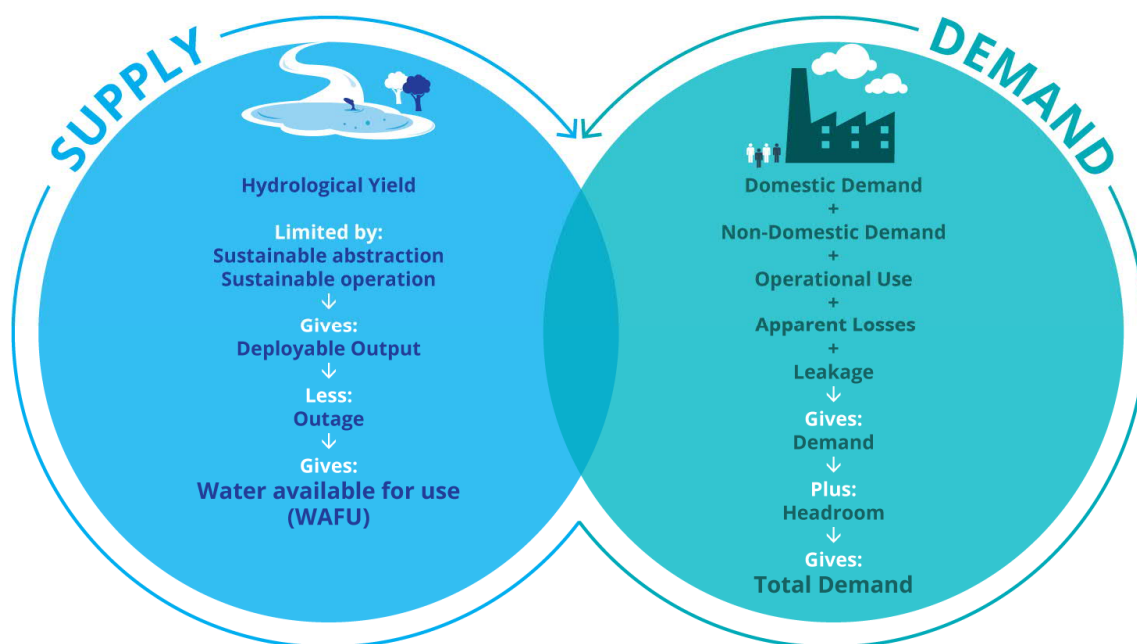 SUPPLY
Hydrological Yield
Limited by:
Sustainable abstraction
Sustainable operation
↓
Gives:
Deployable Output
↓
Less:
Outage
↓
Gives:
Water available for use
(WAFU)
DEMAND
Domestic Demand
+
Non-Domestic Demand
+
Operational Use
+
Apparent Losses
+
Leakage
↓
Gives:
Demand
↓
Plus:
Headroom
↓
Gives:
Total Demand